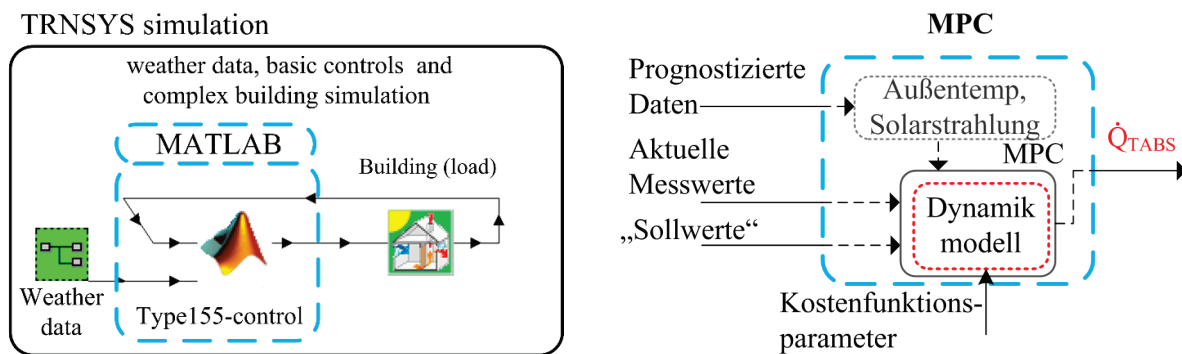 TRNSYS simulation
weather data, basic controls and
complex building simulation
MATLAB
Building (load)
Weather
data
Type155-control
MPC
Prognostizierte
Daten
Außentemp,
Solarstrahlung
Aktuelle
Messwerte
„Sollwerte“
MPC
Dynamik
modell
Q̇TABS
Kostenfunktions-
parameter